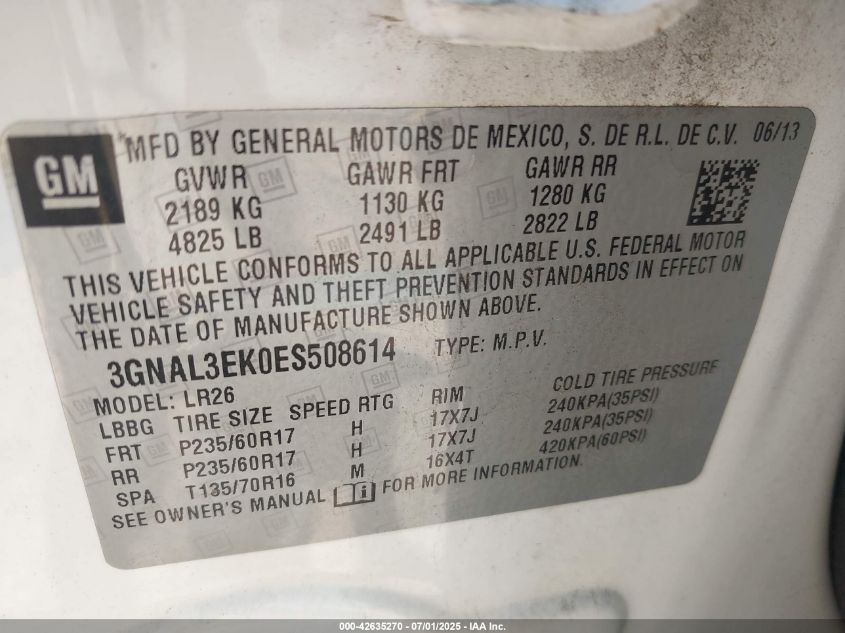 GM
*MFD BY GENERAL MOTORS DE MEXICO, S. DE R.L. DE C.V. 06/13
GVWR GAWR FRT GAWR RR
2189 KG 1130 KG 1280 KG
4825 LB 2491 LB 2822 LB
THIS VEHICLE CONFORMS TO ALL APPLICABLE U.S. FEDERAL MOTOR
VEHICLE SAFETY AND THEFT PREVENTION STANDARDS IN EFFECT ON
THE DATE OF MANUFACTURE SHOWN ABOVE.
3GNAL3EK0ES508614 TYPE: M.P.V.
MODEL: LR26
LBBG TIRE SIZE SPEED RTG RIM COLD TIRE PRESSURE
FRT P235/60R17 H 17X7J 240KPA(35PSI)
RR P235/60R17 H 17X7J 240KPA(35PSI)
SPA T135/70R16 M 16X4T 420KPA(60PSI)
SEE OWNER'S MANUAL FOR MORE INFORMATION.
000-42635270 - 07/01/2025 - IAA Inc.